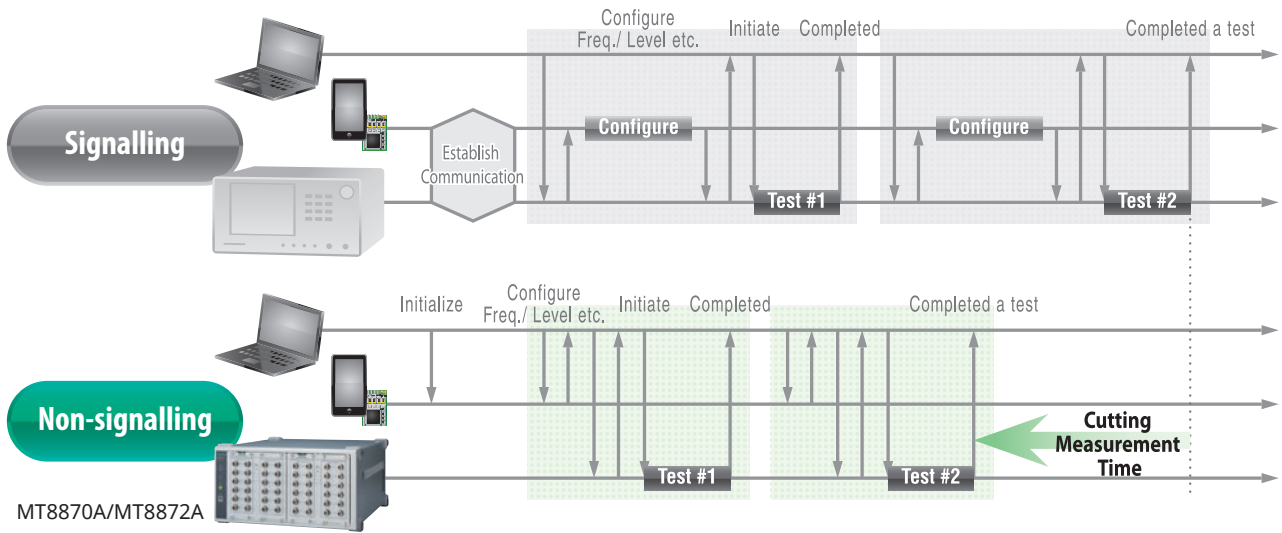 Configure
Freq./ Level etc.
Initiate
Completed
Completed a test
Signalling
Configure
Configure
Establish
Communication
Test #1
Test #2
Initialize
Configure
Freq./ Level etc.
Initiate
Completed
Completed a test
Non-signalling
Cutting
Measurement
Time
Test #1
Test #2
MT8870A/MT8872A